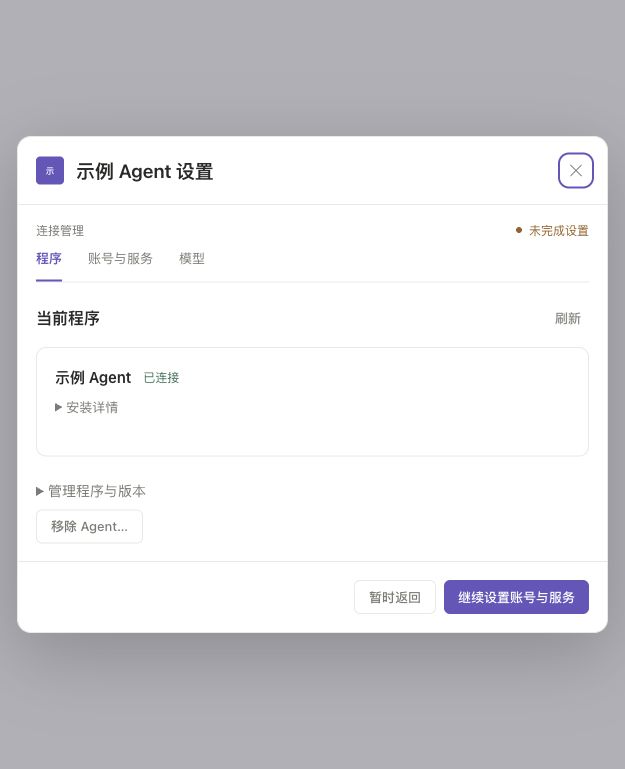 示
示例 Agent 设置
连接管理
未完成设置
程序
账号与服务
模型
当前程序
刷新
示例 Agent
已连接
安装详情
管理程序与版本
移除 Agent...
暂时返回
继续设置账号与服务